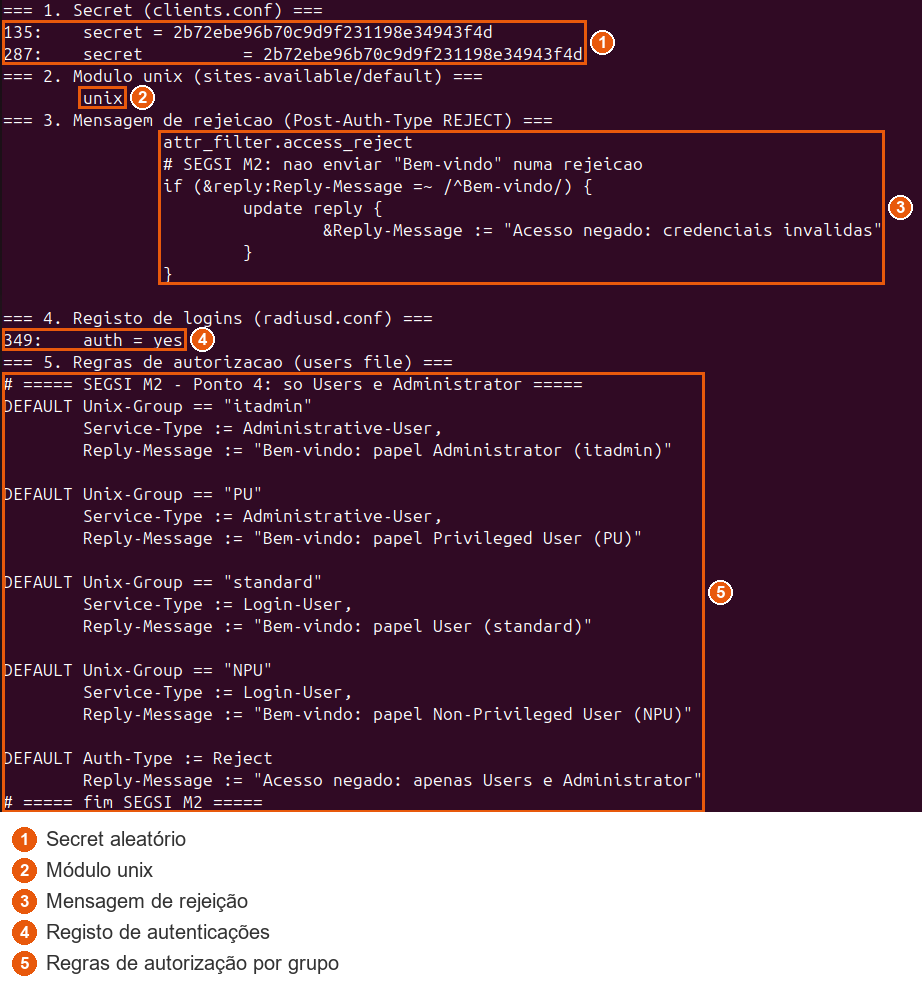 === 1. Secret (clients.conf) ===
135:    secret = 2b72ebe96b70c9d9f231198e34943f4d
287:    secret          = 2b72ebe96b70c9d9f231198e34943f4d
1
=== 2. Modulo unix (sites-available/default) ===
        unix
2
=== 3. Mensagem de rejeicao (Post-Auth-Type REJECT) ===
                attr_filter.access_reject
                # SEGSI M2: nao enviar "Bem-vindo" numa rejeicao
                if (&reply:Reply-Message =~ /^Bem-vindo/) {
                        update reply {
                                &Reply-Message := "Acesso negado: credenciais invalidas"
                        }
                }
3
=== 4. Registo de logins (radiusd.conf) ===
349:    auth = yes
4
=== 5. Regras de autorizacao (users file) ===
# ===== SEGSI M2 - Ponto 4: so Users e Administrator =====
DEFAULT Unix-Group == "itadmin"
        Service-Type := Administrative-User,
        Reply-Message := "Bem-vindo: papel Administrator (itadmin)"
DEFAULT Unix-Group == "PU"
        Service-Type := Administrative-User,
        Reply-Message := "Bem-vindo: papel Privileged User (PU)"
DEFAULT Unix-Group == "standard"
        Service-Type := Login-User,
        Reply-Message := "Bem-vindo: papel User (standard)"
DEFAULT Unix-Group == "NPU"
        Service-Type := Login-User,
        Reply-Message := "Bem-vindo: papel Non-Privileged User (NPU)"
DEFAULT Auth-Type := Reject
        Reply-Message := "Acesso negado: apenas Users e Administrator"
# ===== fim SEGSI M2 =====
5
1 Secret aleatório
2 Módulo unix
3 Mensagem de rejeição
4 Registo de autenticações
5 Regras de autorização por grupo